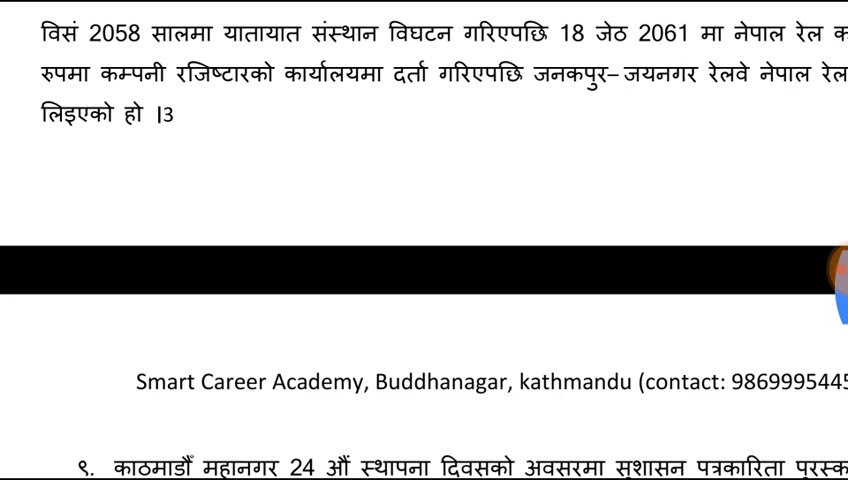 विसं 2058 सालमा यातायात संस्थान विघटन गरिएपछि 18 जेठ 2061 मा नेपाल रेल
रुपमा कम्पनी रजिष्टारको कार्यालयमा दर्ता गरिएपछि जनकपुर–जयनगर रेलवे नेपाल रेल
लिइएको हो ।3
Smart Career Academy, Buddhanagar, kathmandu (contact: 9869995445
९. काठमाडौँ महानगर 24 औं स्थापना दिवसको अवसरमा सुशासन पत्रकारिता